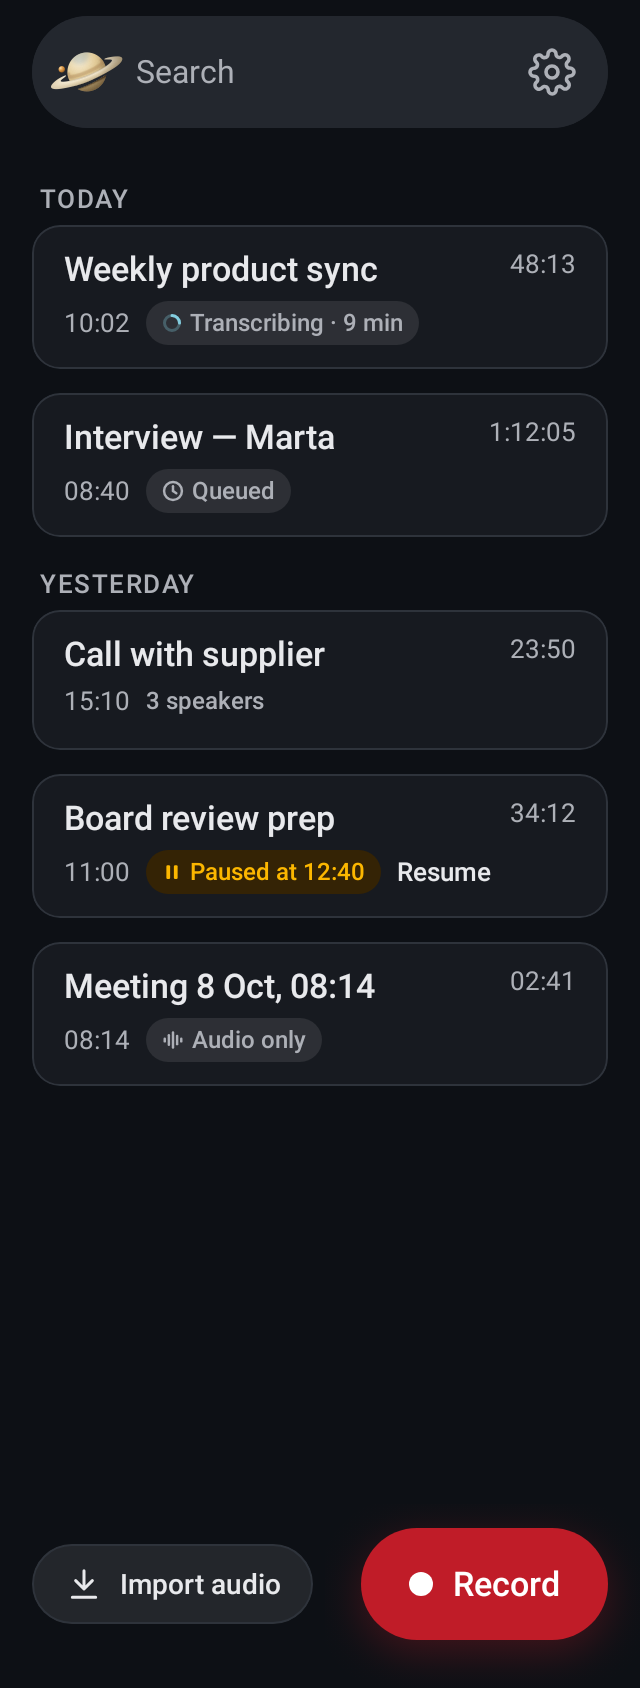 Search
TODAY
Weekly product sync 48:13
10:02 Transcribing · 9 min
Interview — Marta 1:12:05
08:40 Queued
YESTERDAY
Call with supplier 23:50
15:10 3 speakers
Board review prep 34:12
11:00 Paused at 12:40 Resume
Meeting 8 Oct, 08:14 02:41
08:14 Audio only
Import audio Record